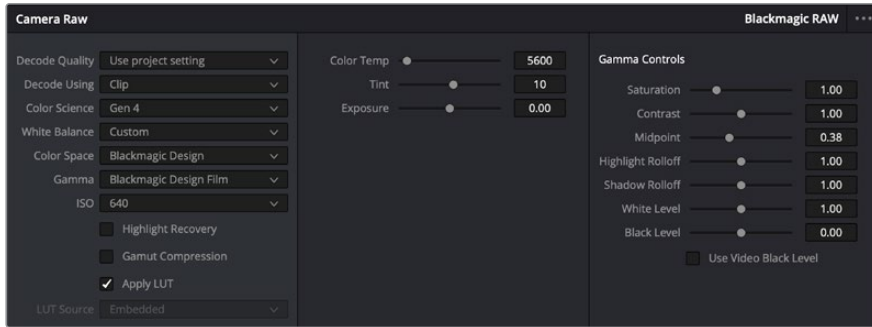 Camera Raw
Blackmagic RAW
Decode Quality Use project setting
Decode Using Clip
Color Science Gen 4
White Balance Custom
Color Space Blackmagic Design
Gamma Blackmagic Design Film
ISO 640
Highlight Recovery
Gamut Compression
Apply LUT
LUT Source Embedded
Color Temp 5600
Tint 10
Exposure 0.00
Gamma Controls
Saturation 1.00
Contrast 1.00
Midpoint 0.38
Highlight Rolloff 1.00
Shadow Rolloff 1.00
White Level 1.00
Black Level 0.00
Use Video Black Level